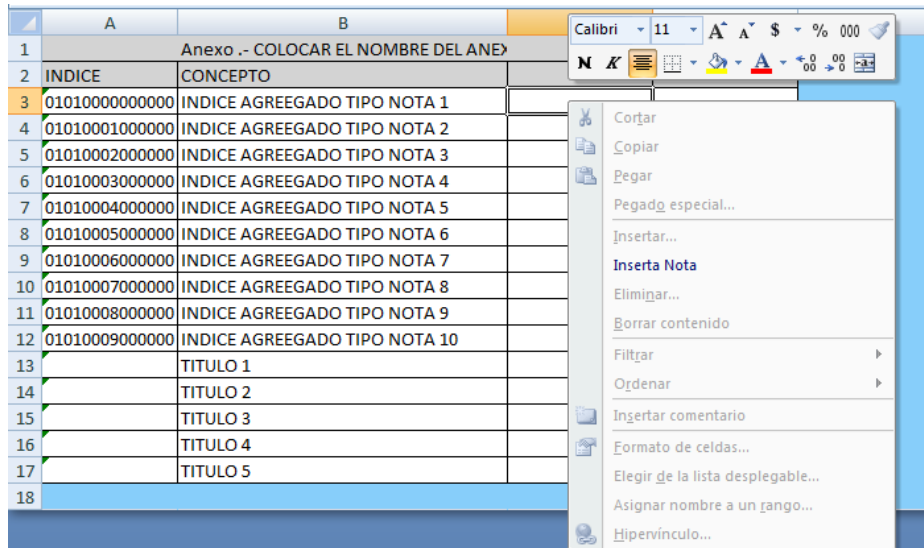 A B
Calibri 11 A A $ % 000
N K A
1 Anexo .- COLOCAR EL NOMBRE DEL ANEX
2 INDICE CONCEPTO
3 01010000000000 INDICE AGREEGADO TIPO NOTA 1
4 01010001000000 INDICE AGREEGADO TIPO NOTA 2
5 01010002000000 INDICE AGREEGADO TIPO NOTA 3
6 01010003000000 INDICE AGREEGADO TIPO NOTA 4
7 01010004000000 INDICE AGREEGADO TIPO NOTA 5
8 01010005000000 INDICE AGREEGADO TIPO NOTA 6
9 01010006000000 INDICE AGREEGADO TIPO NOTA 7
10 01010007000000 INDICE AGREEGADO TIPO NOTA 8
11 01010008000000 INDICE AGREEGADO TIPO NOTA 9
12 01010009000000 INDICE AGREEGADO TIPO NOTA 10
13 TITULO 1
14 TITULO 2
15 TITULO 3
16 TITULO 4
17 TITULO 5
18
Cortar
Copiar
Pegar
Pegado especial...
Insertar...
Inserta Nota
Eliminar...
Borrar contenido
Filtrar
Ordenar
Insertar comentario
Formato de celdas...
Elegir de la lista desplegable...
Asignar nombre a un rango...
Hipervínculo...